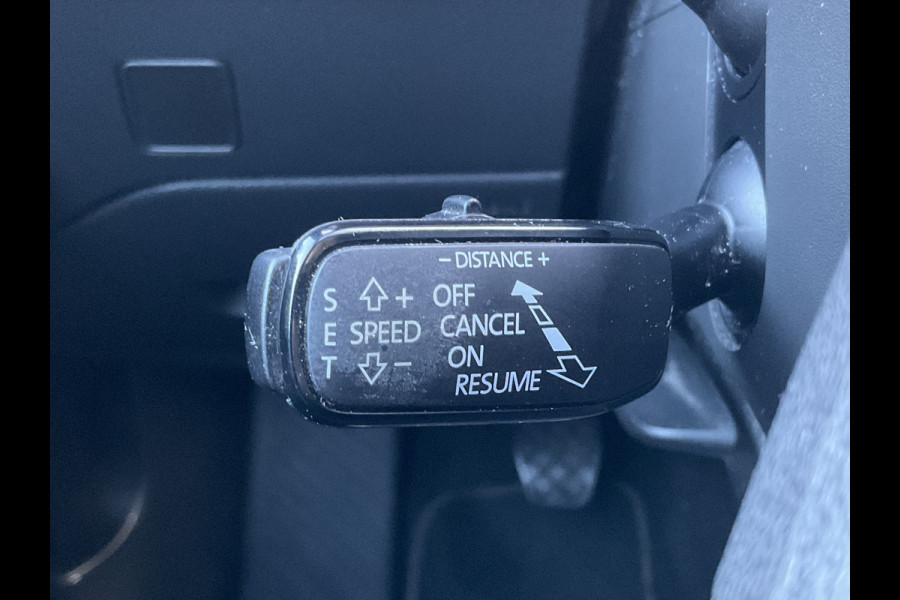 − DISTANCE +
S + OFF
E SPEED CANCEL
T − ON
RESUME